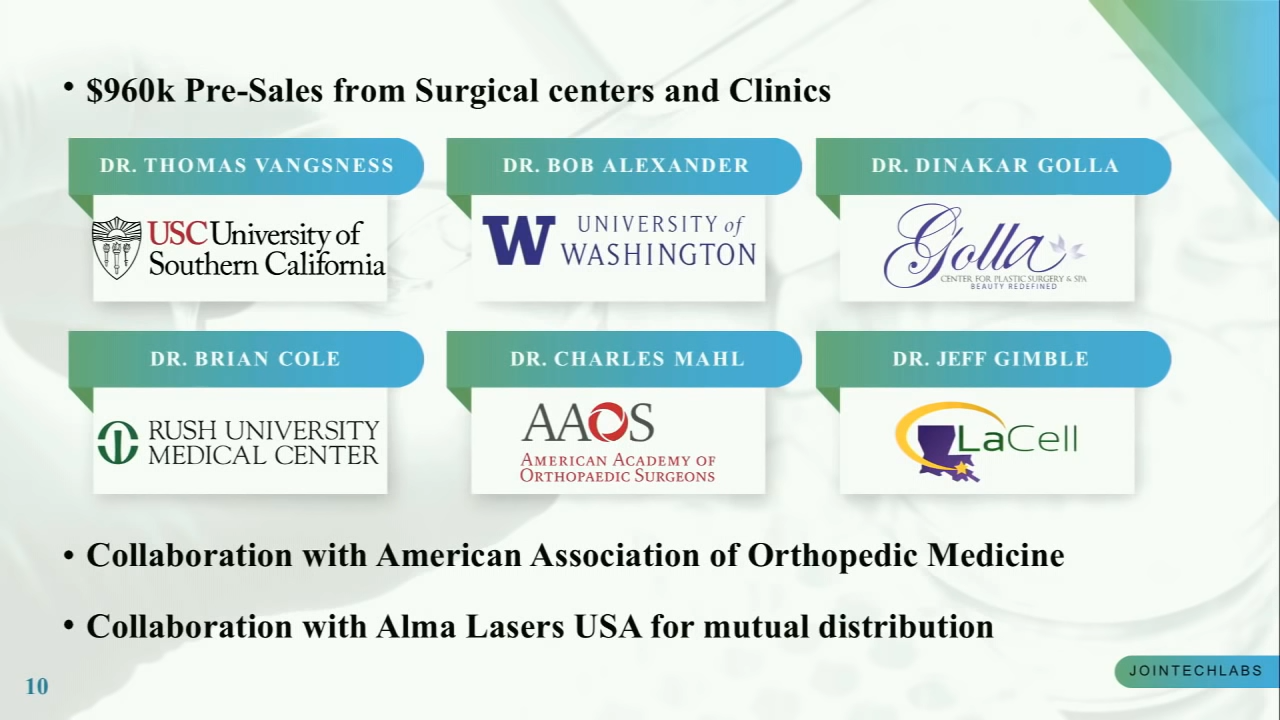 • $960k Pre-Sales from Surgical centers and Clinics
DR. THOMAS VANGSNESS
USC University of
Southern California
DR. BOB ALEXANDER
W UNIVERSITY of
WASHINGTON
DR. DINAKAR GOLLA
Golla
CENTER FOR PLASTIC SURGERY & SPA
BEAUTY REDEFINED
DR. BRIAN COLE
RUSH UNIVERSITY
MEDICAL CENTER
DR. CHARLES MAHL
AAOS
AMERICAN ACADEMY OF
ORTHOPAEDIC SURGEONS
DR. JEFF GIMBLE
LaCell
• Collaboration with American Association of Orthopedic Medicine
• Collaboration with Alma Lasers USA for mutual distribution
10
JOINTECHLABS